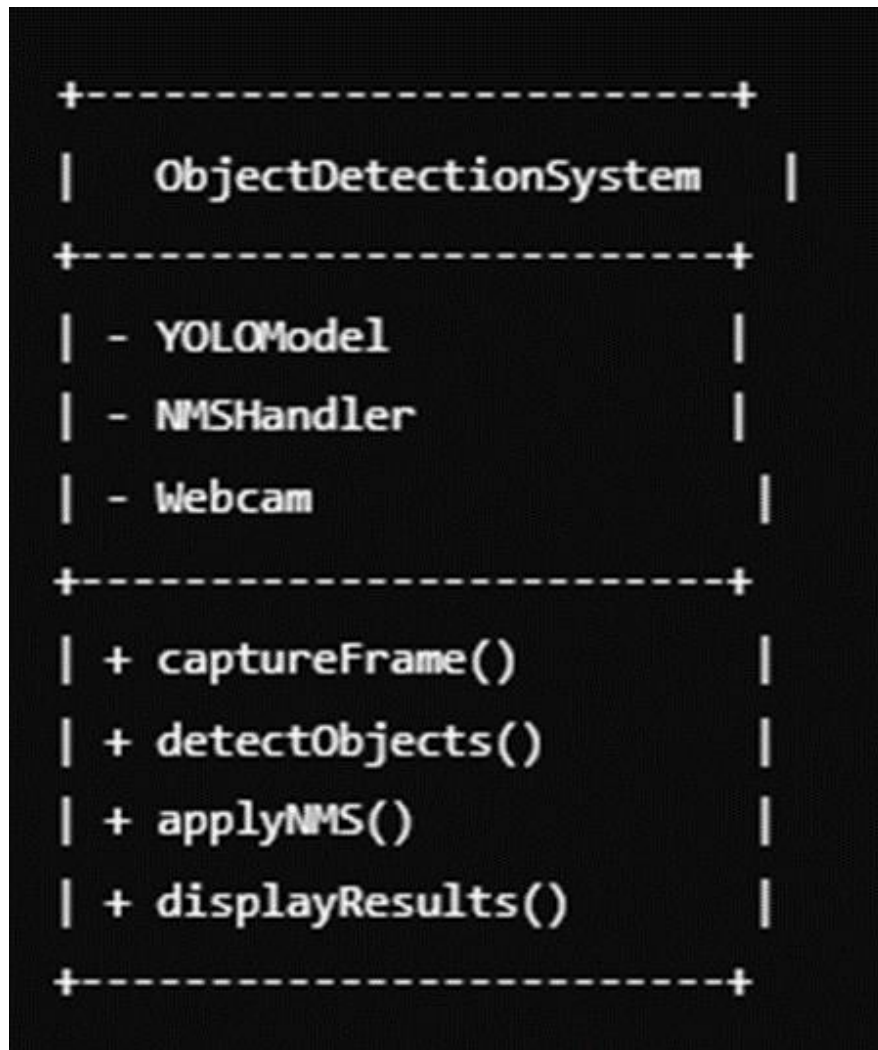 +-------------------------+
|   ObjectDetectionSystem   |
+-------------------------+
| - YOLOModel            |
| - NMSHandler           |
| - Webcam                |
+-------------------------+
| + captureFrame()        |
| + detectObjects()       |
| + applyNMS()            |
| + displayResults()      |
+-------------------------+